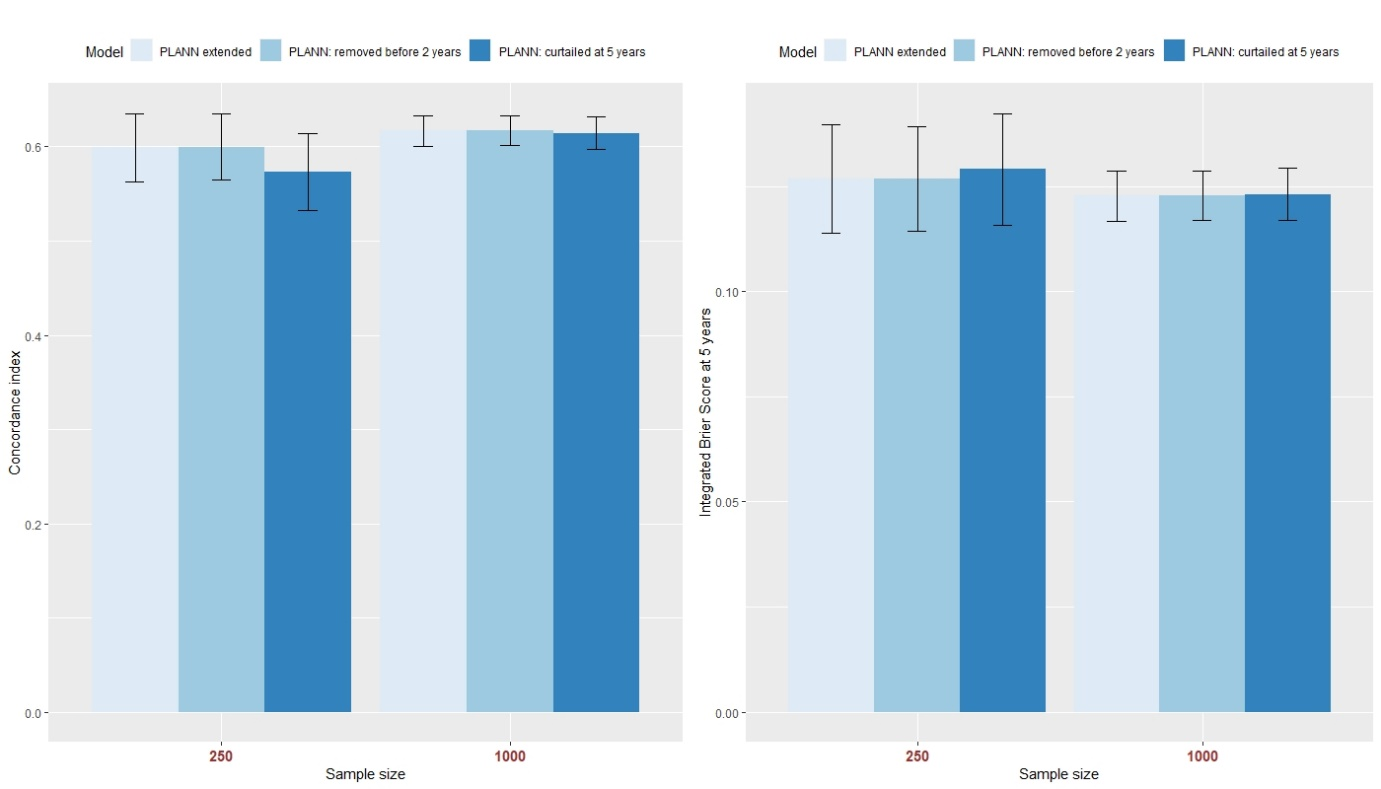 Model PLANN extended PLANN: removed before 2 years PLANN: curtailed at 5 years
0.6
0.4
0.2
0.0
Concordance index
250 1000
Sample size
Model PLANN extended PLANN: removed before 2 years PLANN: curtailed at 5 years
0.10
0.05
0.00
Integrated Brier Score at 5 years
250 1000
Sample size